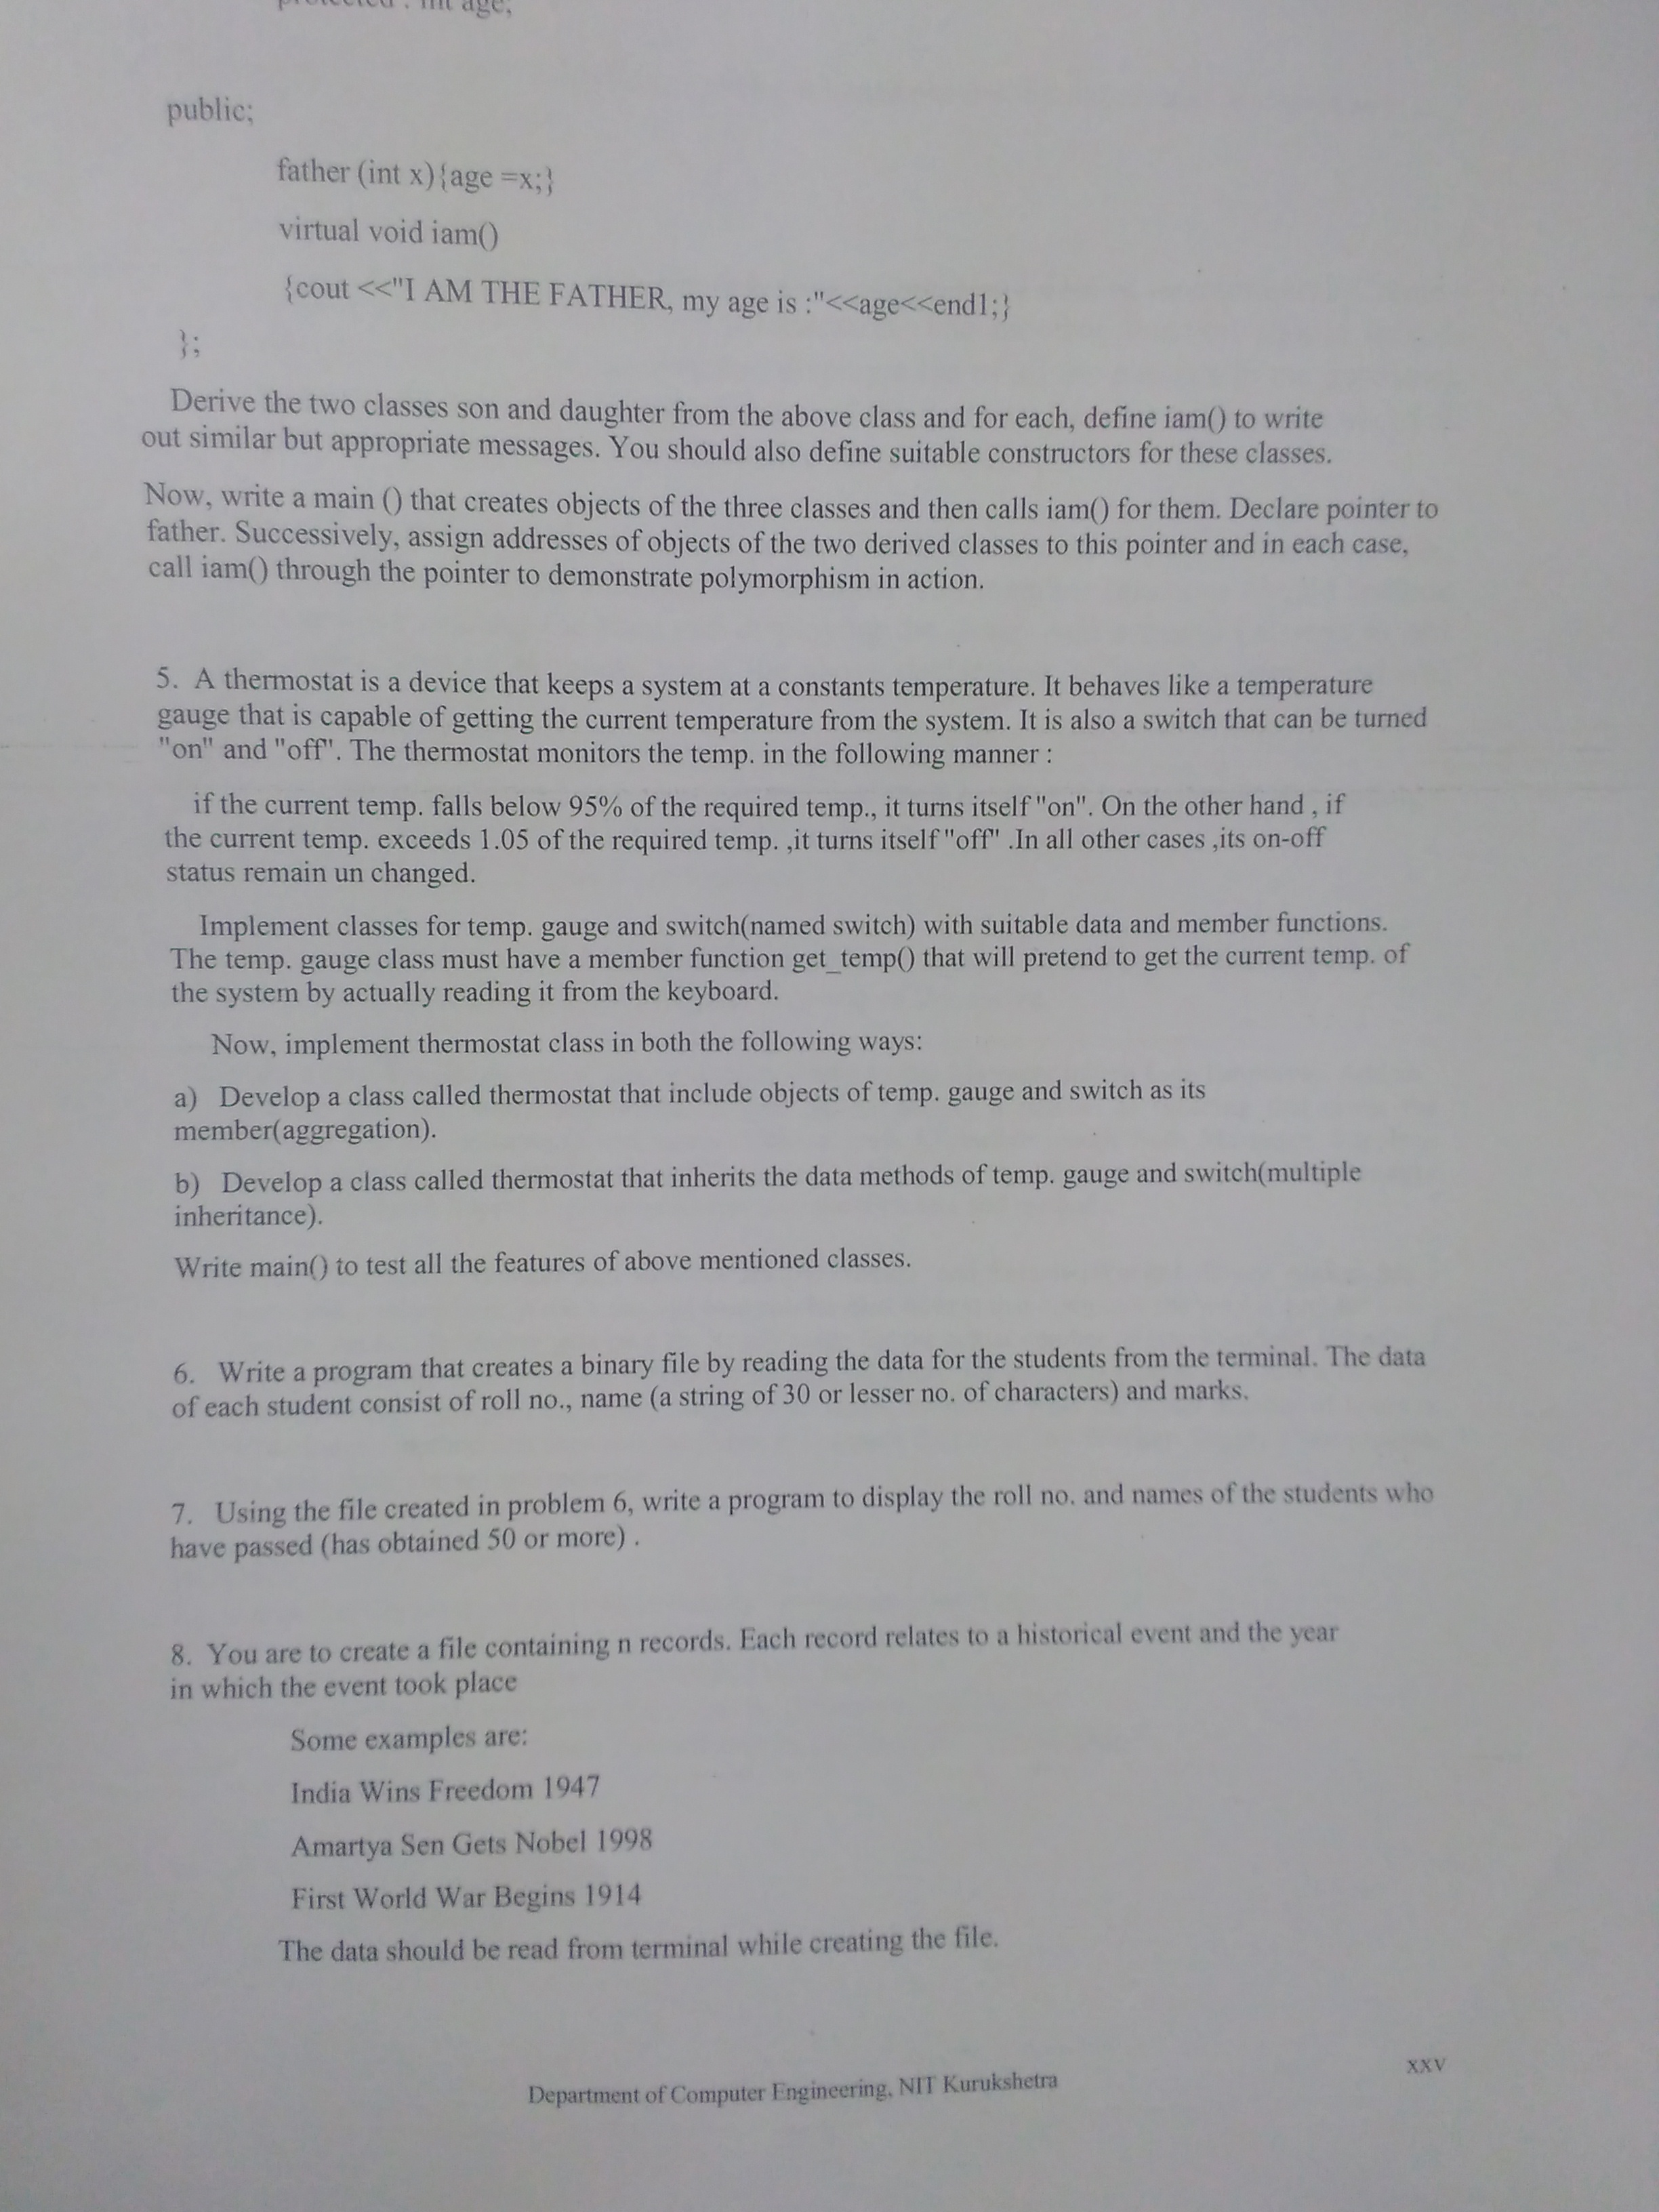 protected : int age;
public;
father (int x){age =x;}
virtual void iam()
{cout <<"I AM THE FATHER, my age is :"<<age<<end1;}
};
Derive the two classes son and daughter from the above class and for each, define iam() to write
out similar but appropriate messages. You should also define suitable constructors for these classes.
Now, write a main () that creates objects of the three classes and then calls iam() for them. Declare pointer to
father. Successively, assign addresses of objects of the two derived classes to this pointer and in each case,
call iam() through the pointer to demonstrate polymorphism in action.
5. A thermostat is a device that keeps a system at a constants temperature. It behaves like a temperature
gauge that is capable of getting the current temperature from the system. It is also a switch that can be turned
"on" and "off". The thermostat monitors the temp. in the following manner :
if the current temp. falls below 95% of the required temp., it turns itself "on". On the other hand , if
the current temp. exceeds 1.05 of the required temp. ,it turns itself "off" .In all other cases ,its on-off
status remain un changed.
Implement classes for temp. gauge and switch(named switch) with suitable data and member functions.
The temp. gauge class must have a member function get_temp() that will pretend to get the current temp. of
the system by actually reading it from the keyboard.
Now, implement thermostat class in both the following ways:
a) Develop a class called thermostat that include objects of temp. gauge and switch as its
member(aggregation).
b) Develop a class called thermostat that inherits the data methods of temp. gauge and switch(multiple
inheritance).
Write main() to test all the features of above mentioned classes.
6. Write a program that creates a binary file by reading the data for the students from the terminal. The data
of each student consist of roll no., name (a string of 30 or lesser no. of characters) and marks.
7. Using the file created in problem 6, write a program to display the roll no. and names of the students who
have passed (has obtained 50 or more) .
8. You are to create a file containing n records. Each record relates to a historical event and the year
in which the event took place
Some examples are:
India Wins Freedom 1947
Amartya Sen Gets Nobel 1998
First World War Begins 1914
The data should be read from terminal while creating the file.
xxv
Department of Computer Engineering, NIT Kurukshetra